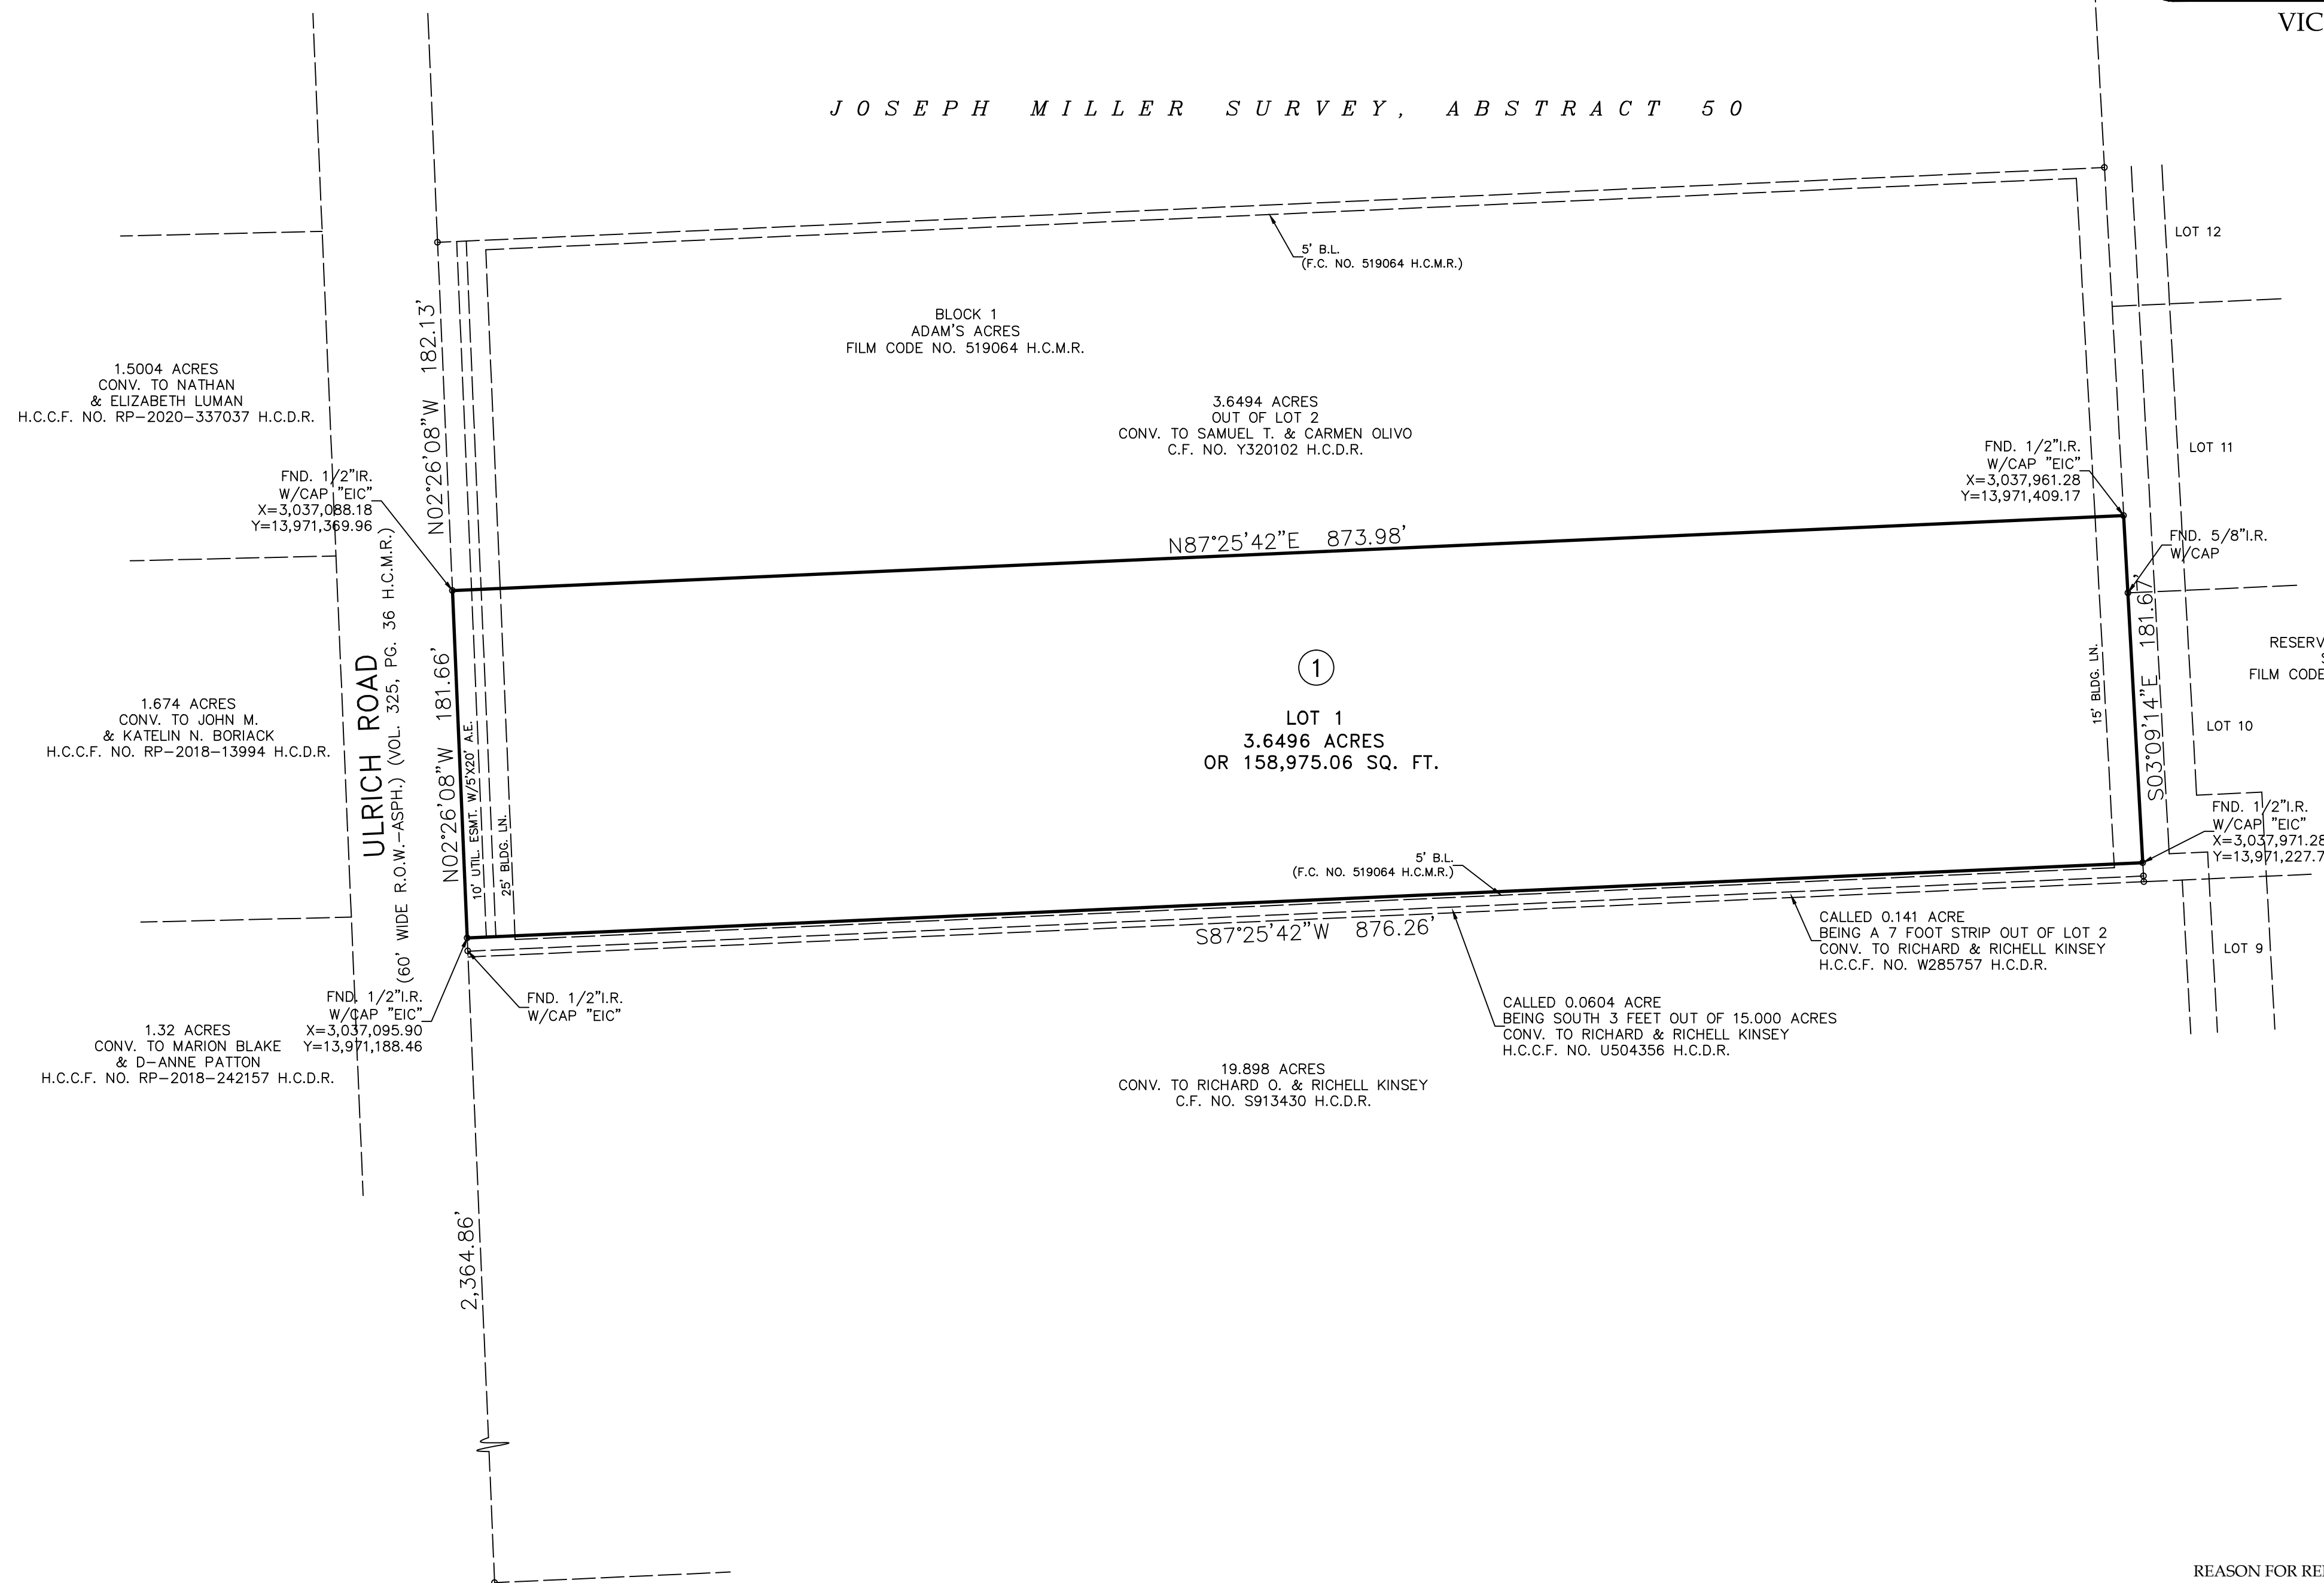 VIC
JOSEPH MILLER SURVEY, ABSTRACT 50
LOT 12
5' B.L.
(F.C. NO. 519064 H.C.M.R.)
BLOCK 1
ADAM'S ACRES
FILM CODE NO. 519064 H.C.M.R.
N02°26'08"W 182.13'
1.5004 ACRES
CONV. TO NATHAN
& ELIZABETH LUMAN
H.C.C.F. NO. RP-2020-337037 H.C.D.R.
3.6494 ACRES
OUT OF LOT 2
CONV. TO SAMUEL T. & CARMEN OLIVO
C.F. NO. Y320102 H.C.D.R.
LOT 11
FND. 1/2"I.R.
W/CAP "EIC"
X=3,037,961.28
Y=13,971,409.17
FND. 1/2"IR.
W/CAP "EIC"
X=3,037,088.18
Y=13,971,369.96
N87°25'42"E 873.98'
FND. 5/8"I.R.
W/CAP
ULRICH ROAD
(60' WIDE R.O.W.-ASPH.) (VOL. 325, PG. 36 H.C.M.R.)
N02°26'08"W 181.66'
10' UTIL. ESMT. W/5'X20' A.E.
25' BLDG. LN.
1
LOT 1
3.6496 ACRES
OR 158,975.06 SQ. FT.
15' BLDG. LN.
S03°09'14"E 181.67'
RESERV
S
FILM CODE
LOT 10
1.674 ACRES
CONV. TO JOHN M.
& KATELIN N. BORIACK
H.C.C.F. NO. RP-2018-13994 H.C.D.R.
FND. 1/2"I.R.
W/CAP "EIC"
X=3,037,971.28
Y=13,971,227.7
5' B.L.
(F.C. NO. 519064 H.C.M.R.)
S87°25'42"W 876.26'
CALLED 0.141 ACRE
BEING A 7 FOOT STRIP OUT OF LOT 2
CONV. TO RICHARD & RICHELL KINSEY
H.C.C.F. NO. W285757 H.C.D.R.
LOT 9
FND. 1/2"I.R.
W/CAP "EIC"
X=3,037,095.90
Y=13,971,188.46
FND. 1/2"I.R.
W/CAP "EIC"
CALLED 0.0604 ACRE
BEING SOUTH 3 FEET OUT OF 15.000 ACRES
CONV. TO RICHARD & RICHELL KINSEY
H.C.C.F. NO. U504356 H.C.D.R.
1.32 ACRES
CONV. TO MARION BLAKE
& D-ANNE PATTON
H.C.C.F. NO. RP-2018-242157 H.C.D.R.
19.898 ACRES
CONV. TO RICHARD O. & RICHELL KINSEY
C.F. NO. S913430 H.C.D.R.
2,364.86'
REASON FOR REP